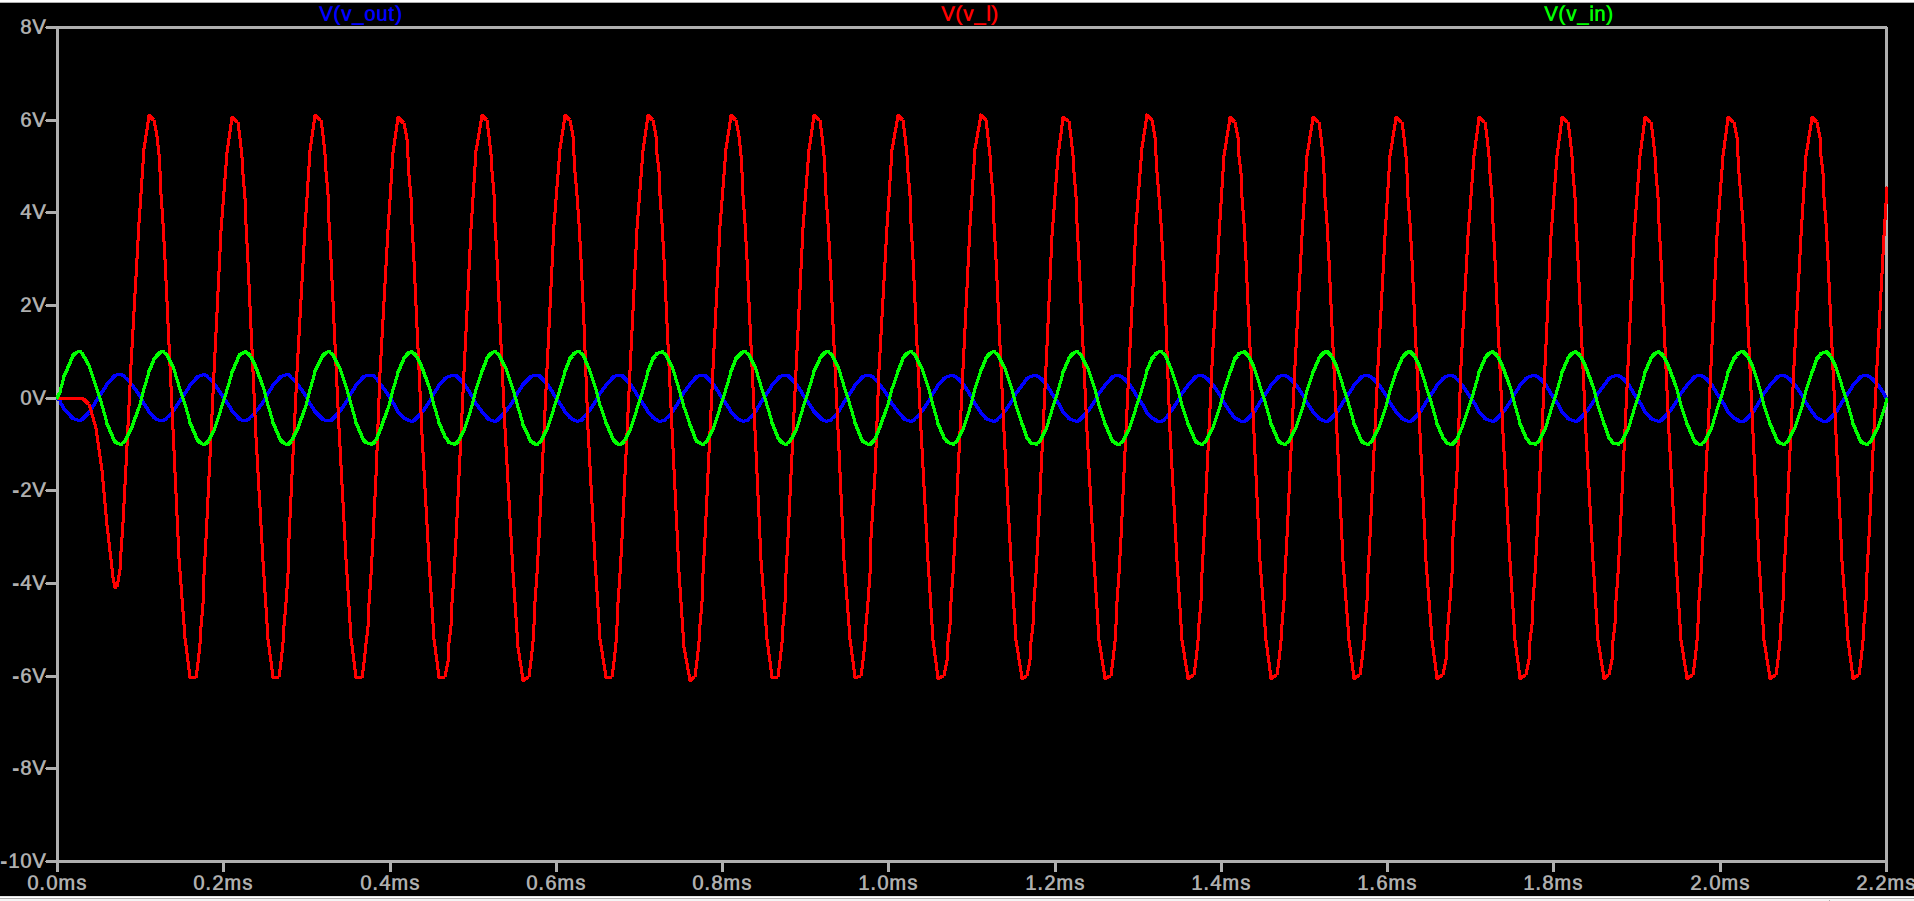 V(v_out) V(v_l) V(v_in)
8V
6V
4V
2V
0V
-2V
-4V
-6V
-8V
-10V
0.0ms 0.2ms 0.4ms 0.6ms 0.8ms 1.0ms 1.2ms 1.4ms 1.6ms 1.8ms 2.0ms 2.2ms